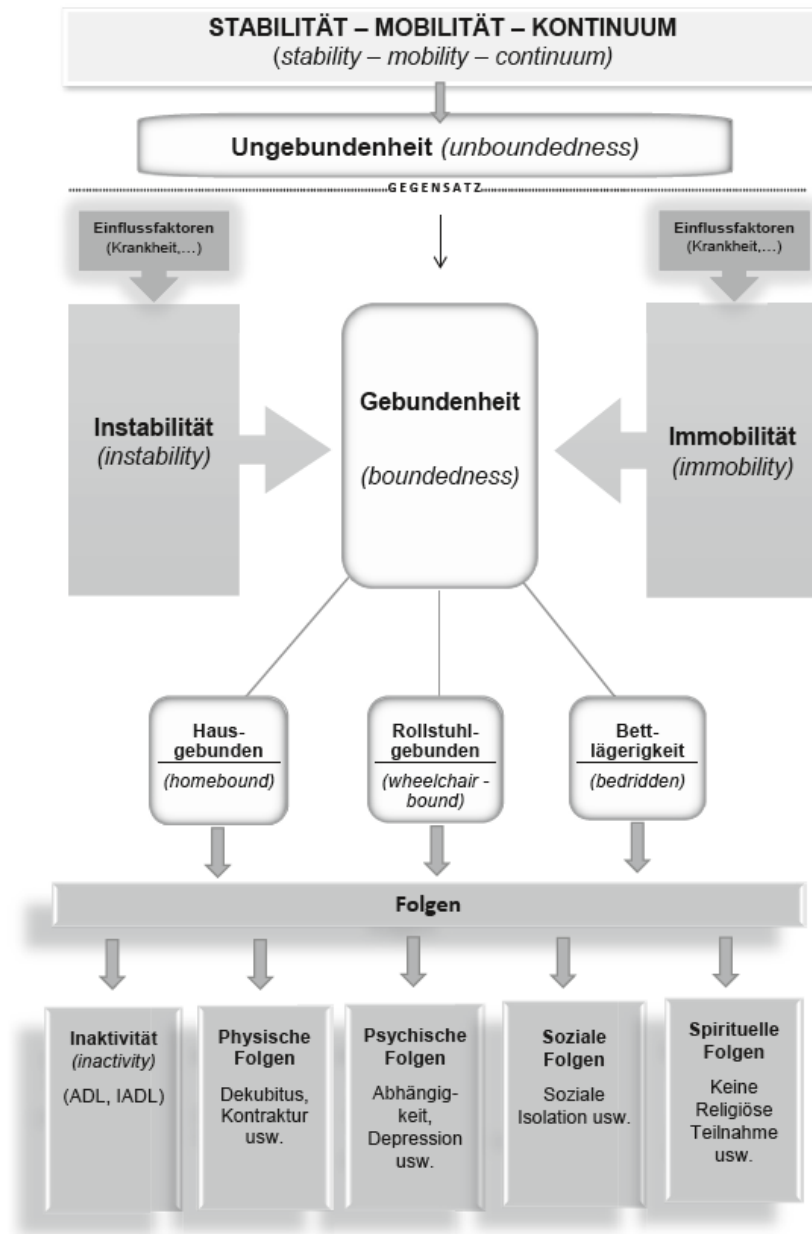 STABILITÄT – MOBILITÄT – KONTINUUM
(stability – mobility – continuum)
Ungebundenheit (unboundedness)
GEGENSATZ
Einflussfaktoren
(Krankheit,…)
Einflussfaktoren
(Krankheit,…)
Instabilität
(instability)
Gebundenheit
(boundedness)
Immobilität
(immobility)
Haus-
gebunden
(homebound)
Rollstuhl-
gebunden
(wheelchair -
bound)
Bett-
lägerigkeit
(bedridden)
Folgen
Inaktivität
(inactivity)
(ADL, IADL)
Physische
Folgen
Dekubitus,
Kontraktur
usw.
Psychische
Folgen
Abhängig-
keit,
Depression
usw.
Soziale
Folgen
Soziale
Isolation usw.
Spirituelle
Folgen
Keine
Religiöse
Teilnahme
usw.